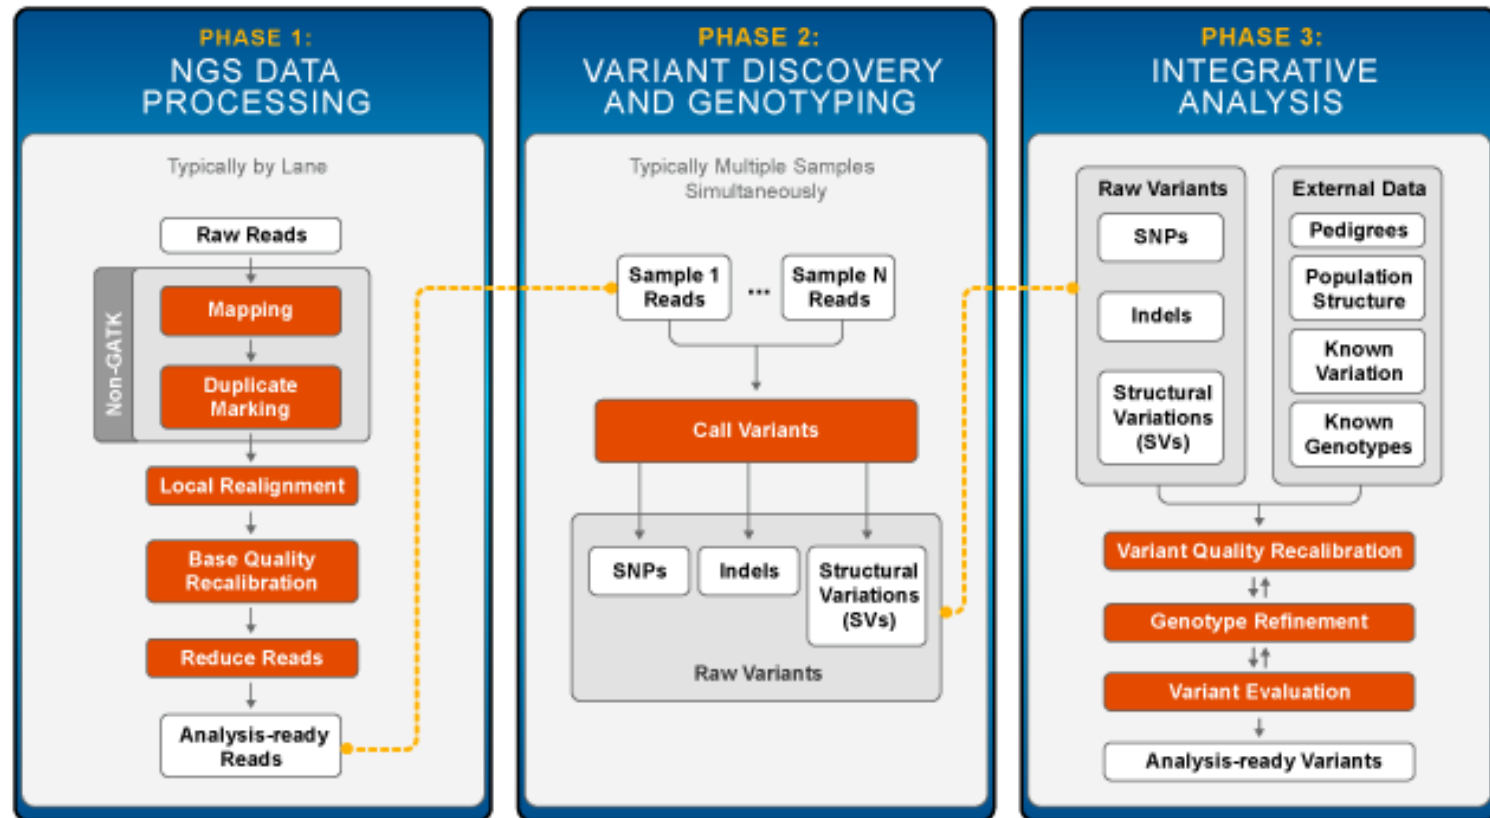 PHASE 1:
NGS DATA
PROCESSING
Typically by Lane
Raw Reads
Non-GATK
Mapping
Duplicate
Marking
Local Realignment
Base Quality
Recalibration
Reduce Reads
Analysis-ready
Reads
PHASE 2:
VARIANT DISCOVERY
AND GENOTYPING
Typically Multiple Samples
Simultaneously
Sample 1
Reads
...
Sample N
Reads
Call Variants
SNPs
Indels
Structural
Variations
(SVs)
Raw Variants
PHASE 3:
INTEGRATIVE
ANALYSIS
Raw Variants
SNPs
Indels
Structural
Variations
(SVs)
External Data
Pedigrees
Population
Structure
Known
Variation
Known
Genotypes
Variant Quality Recalibration
Genotype Refinement
Variant Evaluation
Analysis-ready Variants